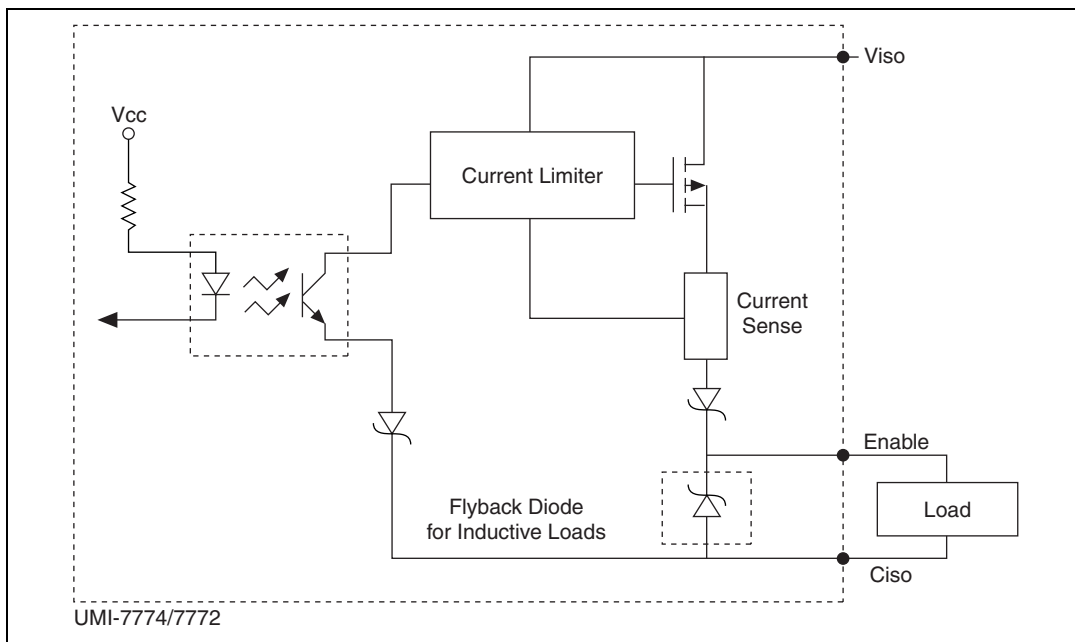 Viso
Vcc
Current Limiter
Current
Sense
Enable
Flyback Diode
for Inductive Loads
Load
Ciso
UMI-7774/7772